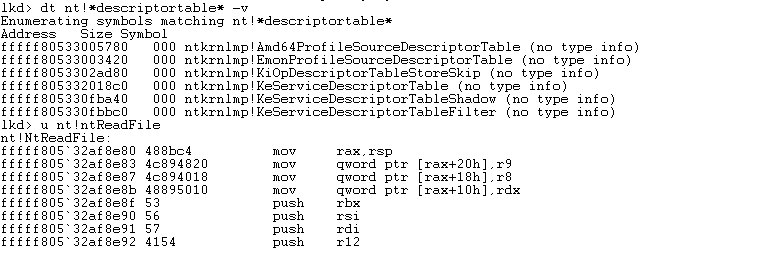 lkd> dt nt!*descriptortable* -v
Enumerating symbols matching nt!*descriptortable*
Address   Size Symbol
fffff80533005780   000 ntkrnlmp!Amd64ProfileSourceDescriptorTable (no type info)
fffff80533003420   000 ntkrnlmp!EmonProfileSourceDescriptorTable (no type info)
fffff8053302ad80   000 ntkrnlmp!KiOpDescriptorTableStoreSkip (no type info)
fffff805332018c0   000 ntkrnlmp!KeServiceDescriptorTable (no type info)
fffff805330fba40   000 ntkrnlmp!KeServiceDescriptorTableShadow (no type info)
fffff805330fbbc0   000 ntkrnlmp!KeServiceDescriptorTableFilter (no type info)
lkd> u nt!ntReadFile
nt!NtReadFile:
fffff805`32af8e80 488bc4          mov     rax,rsp
fffff805`32af8e83 4c894820        mov     qword ptr [rax+20h],r9
fffff805`32af8e87 4c894018        mov     qword ptr [rax+18h],r8
fffff805`32af8e8b 48895010        mov     qword ptr [rax+10h],rdx
fffff805`32af8e8f 53              push    rbx
fffff805`32af8e90 56              push    rsi
fffff805`32af8e91 57              push    rdi
fffff805`32af8e92 4154            push    r12